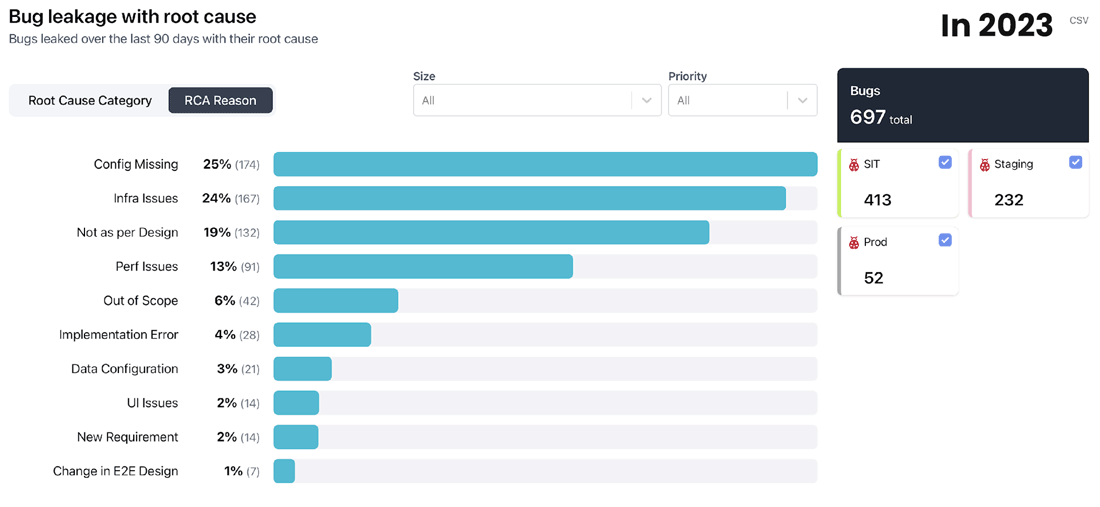 Bug leakage with root cause
Bugs leaked over the last 90 days with their root cause
In 2023
CSV
Root Cause Category
RCA Reason
Size
All
Priority
All
Config Missing 25% (174)
Infra Issues 24% (167)
Not as per Design 19% (132)
Perf Issues 13% (91)
Out of Scope 6% (42)
Implementation Error 4% (28)
Data Configuration 3% (21)
UI Issues 2% (14)
New Requirement 2% (14)
Change in E2E Design 1% (7)
Bugs
697 total
SIT
413
Staging
232
Prod
52